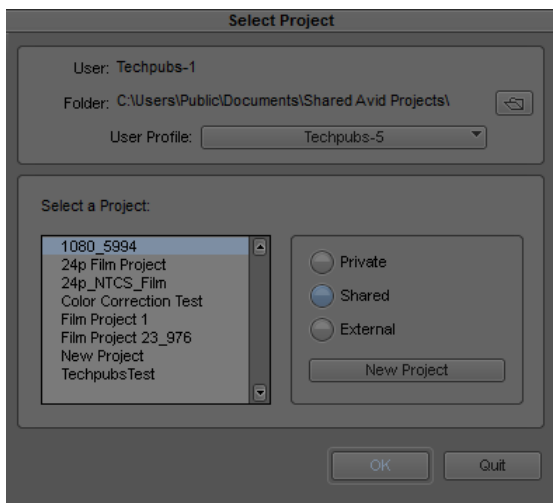 Select Project
User: Techpubs-1
Folder: C:\Users\Public\Documents\Shared Avid Projects\
User Profile: Techpubs-5
Select a Project:
1080_5994
24p Film Project
24p_NTCS_Film
Color Correction Test
Film Project 1
Film Project 23_976
New Project
TechpubsTest
Private
Shared
External
New Project
OK Quit